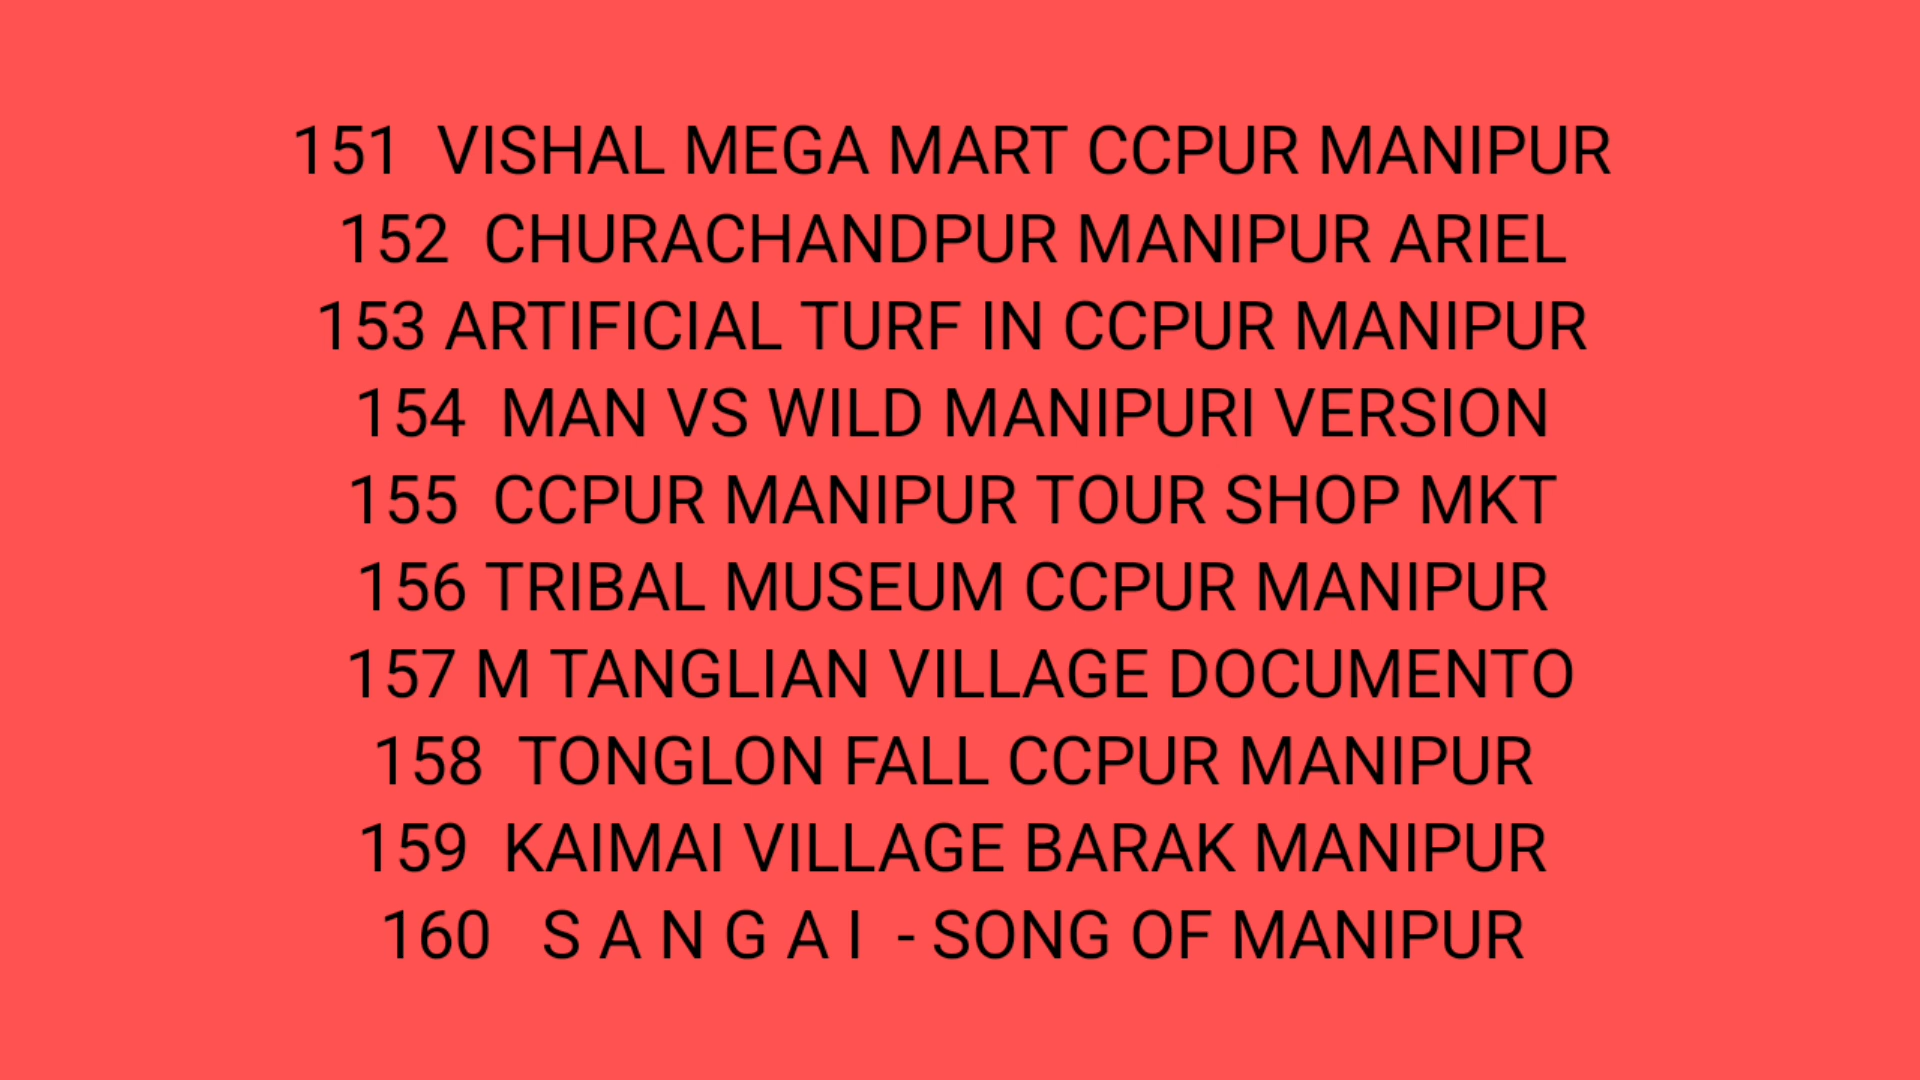 151  VISHAL MEGA MART CCPUR MANIPUR
152  CHURACHANDPUR MANIPUR ARIEL
153 ARTIFICIAL TURF IN CCPUR MANIPUR
154  MAN VS WILD MANIPURI VERSION
155  CCPUR MANIPUR TOUR SHOP MKT
156 TRIBAL MUSEUM CCPUR MANIPUR
157 M TANGLIAN VILLAGE DOCUMENTO
158  TONGLON FALL CCPUR MANIPUR
159  KAIMAI VILLAGE BARAK MANIPUR
160   S A N G A I  - SONG OF MANIPUR